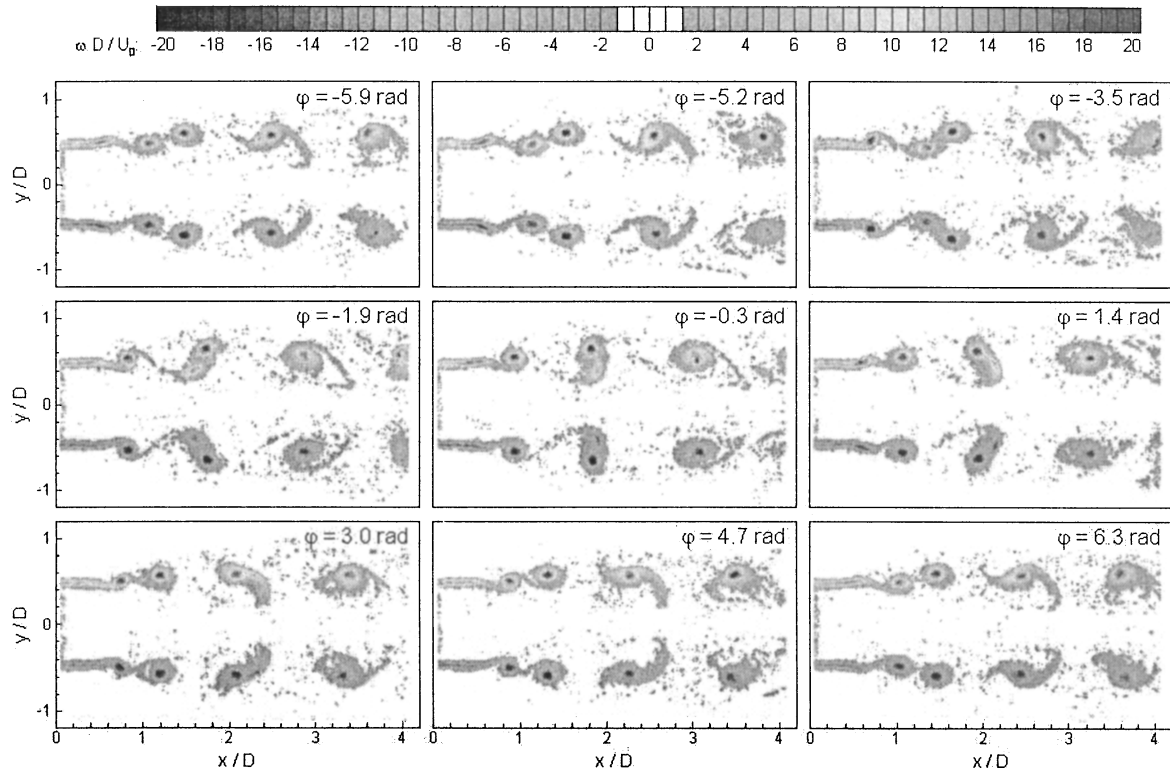 ω D / U₀: -20 -18 -16 -14 -12 -10 -8 -6 -4 -2 0 2 4 6 8 10 12 14 16 18 20
φ = -5.9 rad
φ = -5.2 rad
φ = -3.5 rad
1
0
-1
y / D
φ = -1.9 rad
φ = -0.3 rad
φ = 1.4 rad
1
0
-1
y / D
φ = 3.0 rad
φ = 4.7 rad
φ = 6.3 rad
1
0
-1
y / D
0 1 2 3 4 0 1 2 3 4 0 1 2 3 4
x / D x / D x / D